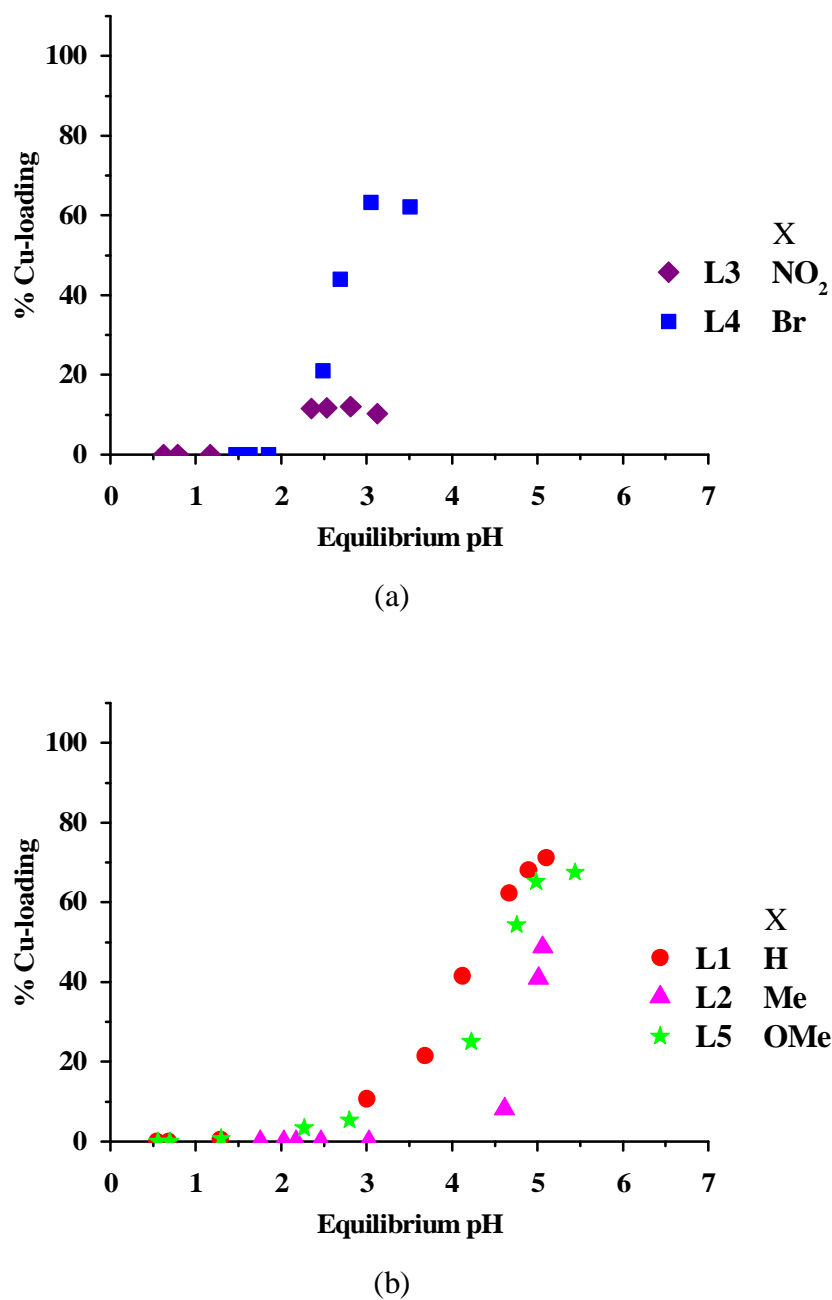 100
80
60
40
20
0
% Cu-loading
0 1 2 3 4 5 6 7
Equilibrium pH
X
L3 NO₂
L4 Br
(a)
100
80
60
40
20
0
% Cu-loading
0 1 2 3 4 5 6 7
Equilibrium pH
X
L1 H
L2 Me
L5 OMe
(b)